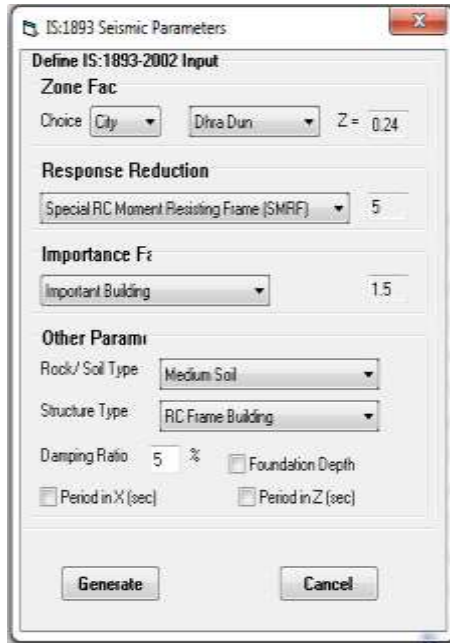 IS:1893 Seismic Parameters
x
Define IS:1893-2002 Input
Zone Fac
Choice City Dhra Dun Z = 0.24
Response Reduction
Special RC Moment Resisting Frame (SMRF) 5
Importance Fa
Important Building 1.5
Other Param
Rock/ Soil Type Medium Soil
Structure Type RC Frame Building
Damping Ratio 5 % Foundation Depth
Period in X (sec) Period in Z (sec)
Generate Cancel